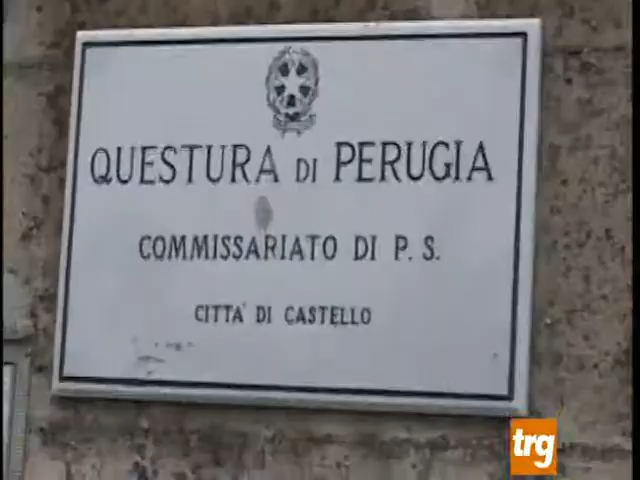 QUESTURA DI PERUGIA
COMMISSARIATO DI P. S.
CITTA' DI CASTELLO
trg